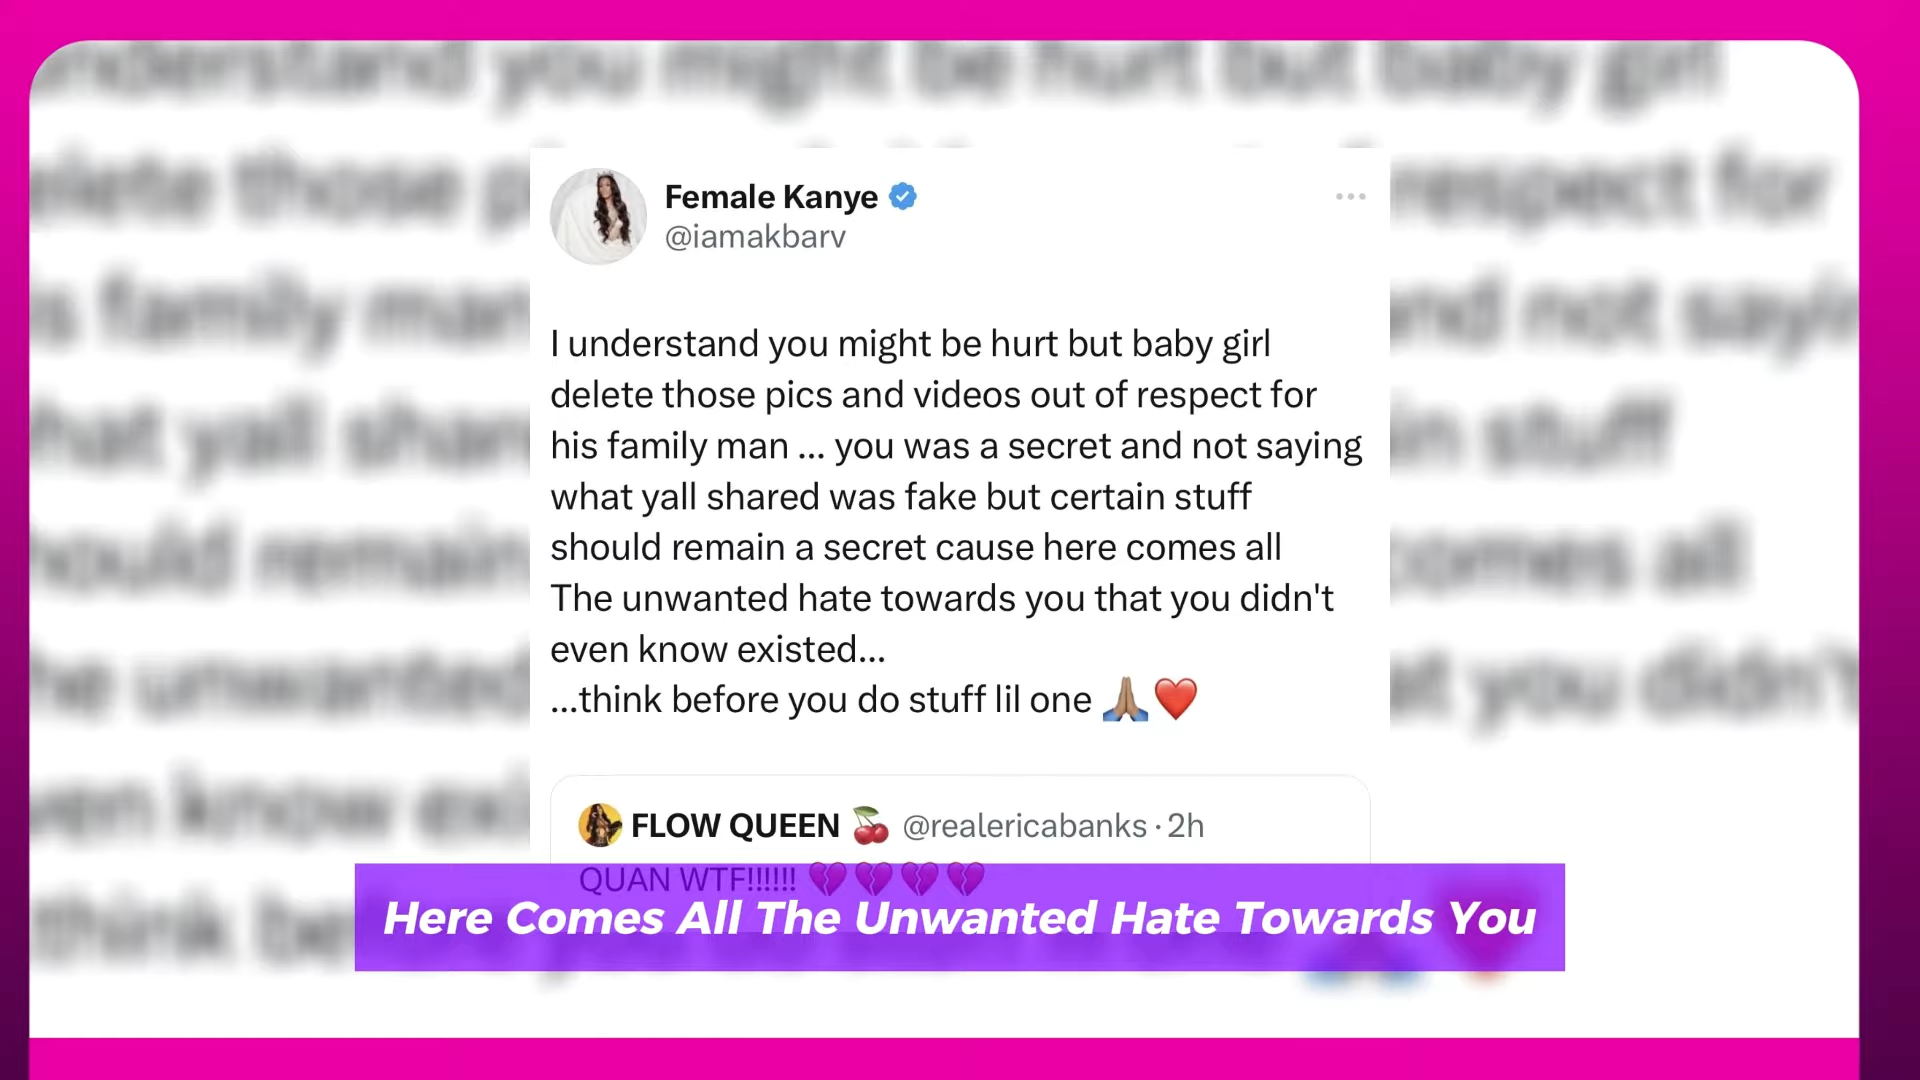 Female Kanye
@iamakbarv
I understand you might be hurt but baby girl
delete those pics and videos out of respect for
his family man ... you was a secret and not saying
what yall shared was fake but certain stuff
should remain a secret cause here comes all
The unwanted hate towards you that you didn't
even know existed...
...think before you do stuff lil one 🙏🏽❤️
FLOW QUEEN 🍒 @realericabanks · 2h
QUAN WTF!!!!!! 💔💔💔💔
Here Comes All The Unwanted Hate Towards You